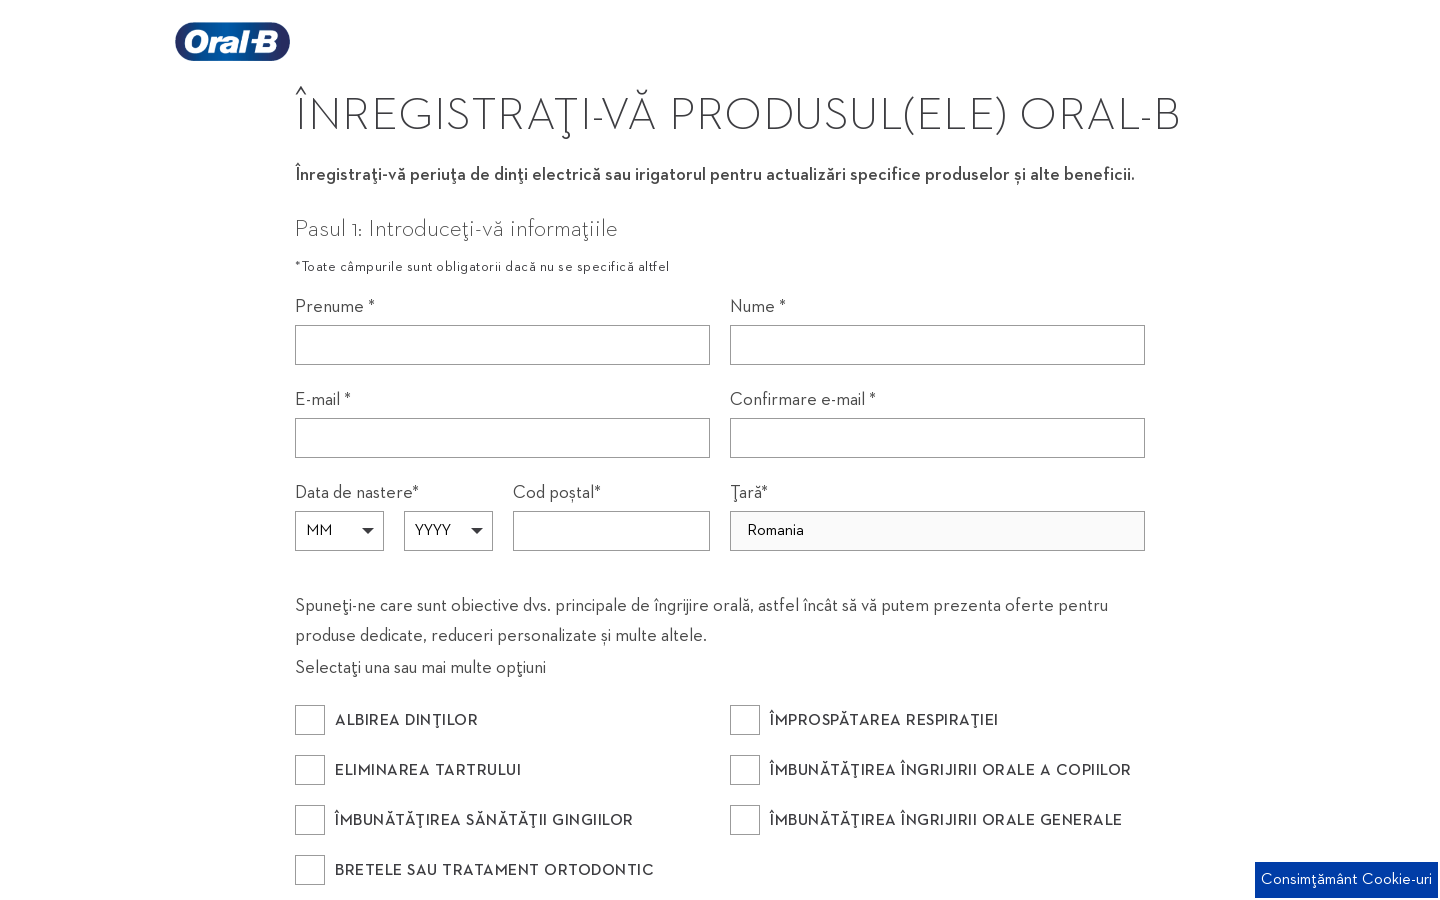 Oral-B
ÎNREGISTRAŢI-VĂ PRODUSUL(ELE) ORAL-B
Înregistraţi-vă periuţa de dinţi electrică sau irigatorul pentru actualizări specifice produselor și alte beneficii.
Pasul 1: Introduceţi-vă informaţiile
*Toate câmpurile sunt obligatorii dacă nu se specifică altfel
Prenume * Nume *
E-mail * Confirmare e-mail *
Data de nastere* Cod poștal* Ţară*
MM YYYY Romania
Spuneţi-ne care sunt obiective dvs. principale de îngrijire orală, astfel încât să vă putem prezenta oferte pentru
produse dedicate, reduceri personalizate și multe altele.
Selectaţi una sau mai multe opţiuni
ALBIREA DINŢILOR ÎMPROSPĂTAREA RESPIRAŢIEI
ELIMINAREA TARTRULUI ÎMBUNĂTĂŢIREA ÎNGRIJIRII ORALE A COPIILOR
ÎMBUNĂTĂŢIREA SĂNĂTĂŢII GINGIILOR ÎMBUNĂTĂŢIREA ÎNGRIJIRII ORALE GENERALE
BRETELE SAU TRATAMENT ORTODONTIC
Consimţământ Cookie-uri